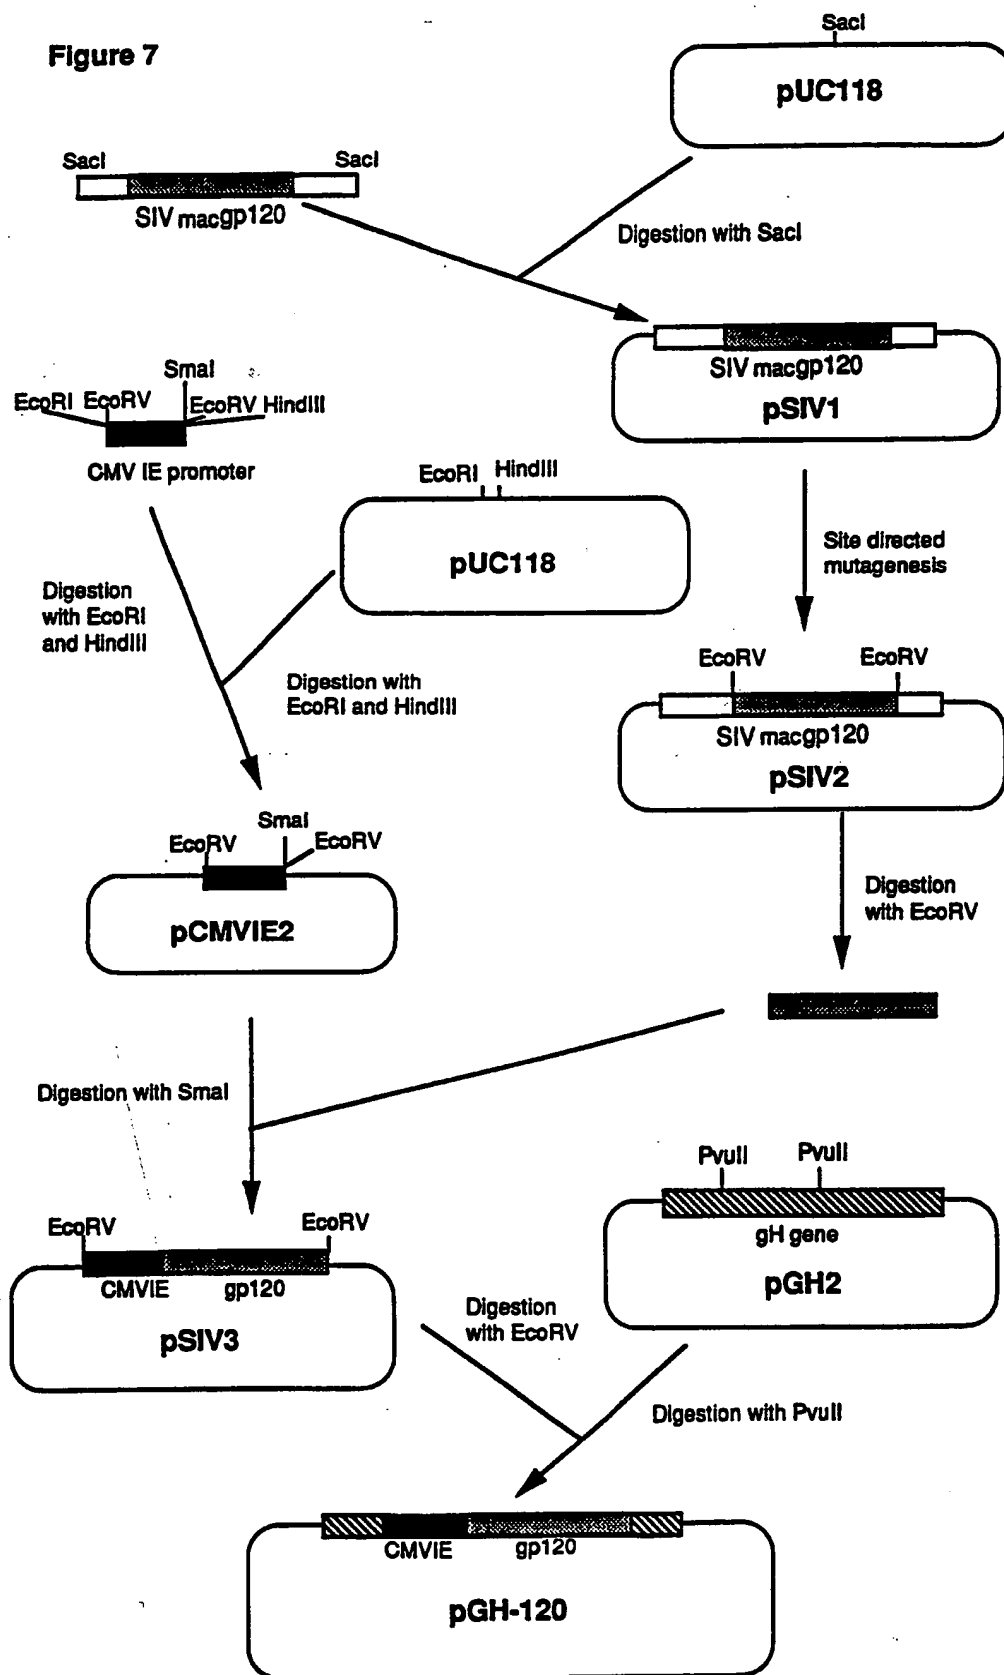 Figure 7
SacI
pUC118
SacI
SacI
SIV macgp120
Digestion with SacI
SIV macgp120
pSIV1
SmaI
EcoRI
EcoRV
EcoRV
HindIII
CMV IE promoter
EcoRI
HindIII
pUC118
Site directed
mutagenesis
Digestion
with EcoRI
and HindIII
Digestion with
EcoRI and HindIII
EcoRV
EcoRV
SIV macgp120
pSIV2
SmaI
EcoRV
EcoRV
pCMVIE2
Digestion
with EcoRV
Digestion with SmaI
PvuII
PvuII
gH gene
pGH2
EcoRV
EcoRV
CMVIE
gp120
pSIV3
Digestion
with EcoRV
Digestion with PvuII
CMVIE
gp120
pGH-120